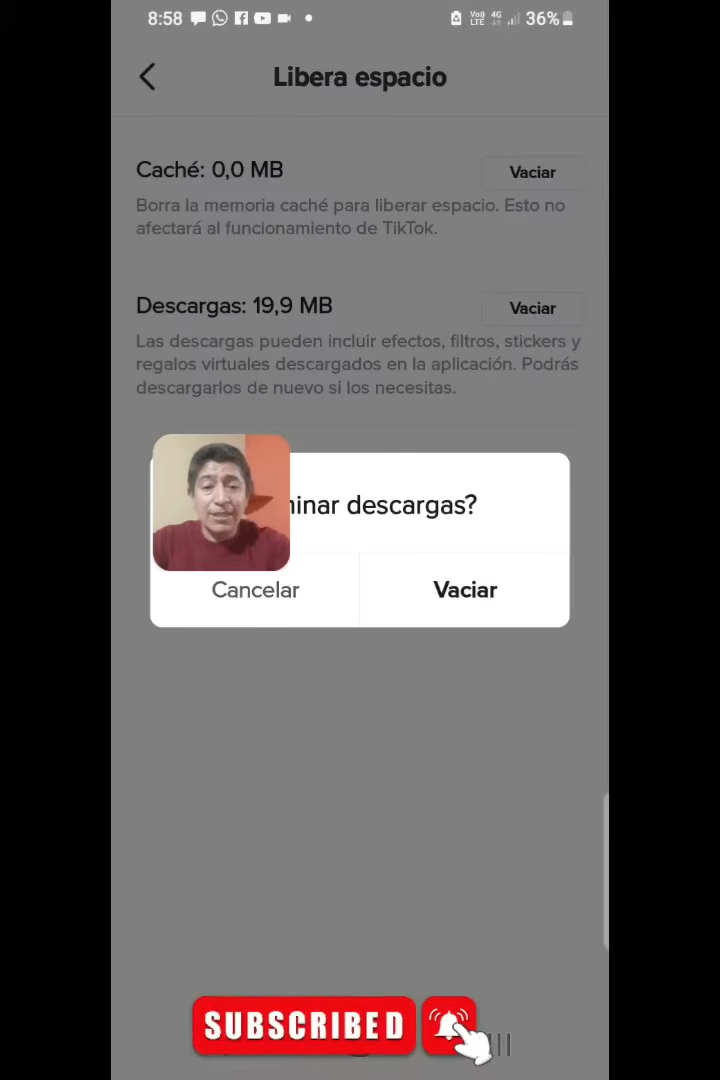 8:58
VoLTE 4G 36%
Libera espacio
Caché: 0,0 MB
Vaciar
Borra la memoria caché para liberar espacio. Esto no
afectará al funcionamiento de TikTok.
Descargas: 19,9 MB
Vaciar
Las descargas pueden incluir efectos, filtros, stickers y
regalos virtuales descargados en la aplicación. Podrás
descargarlos de nuevo si los necesitas.
descargas?
Cancelar
Vaciar
SUBSCRIBED